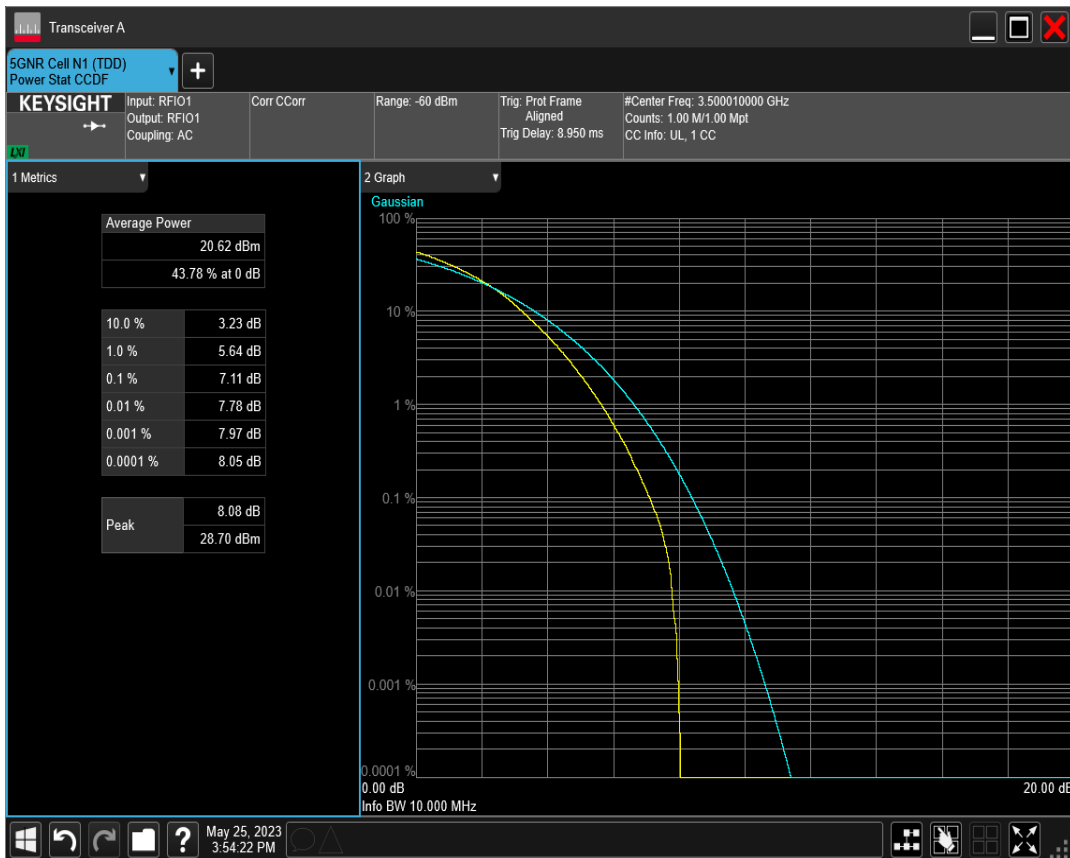 Transceiver A
5GNR Cell N1 (TDD)
Power Stat CCDF
KEYSIGHT
LXI
Input: RFIO1
Output: RFIO1
Coupling: AC
Corr CCorr
Range: -60 dBm
Trig: Prot Frame
Aligned
Trig Delay: 8.950 ms
#Center Freq: 3.500010000 GHz
Counts: 1.00 M/1.00 Mpt
CC Info: UL, 1 CC
1 Metrics
Average Power
20.62 dBm
43.78 % at 0 dB
10.0 % 3.23 dB
1.0 % 5.64 dB
0.1 % 7.11 dB
0.01 % 7.78 dB
0.001 % 7.97 dB
0.0001 % 8.05 dB
Peak 8.08 dB
28.70 dBm
2 Graph
Gaussian
100 %
10 %
1 %
0.1 %
0.01 %
0.001 %
0.0001 %
0.00 dB 20.00 dB
Info BW 10.000 MHz
?
May 25, 2023
3:54:22 PM